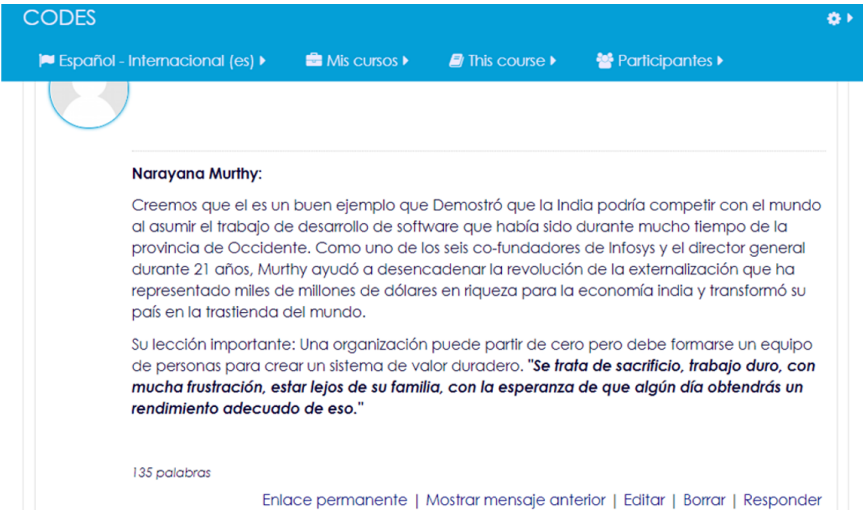 CODES
Español - Internacional (es) Mis cursos This course Participantes
Narayana Murthy:
Creemos que el es un buen ejemplo que Demostró que la India podría competir con el mundo
al asumir el trabajo de desarrollo de software que había sido durante mucho tiempo de la
provincia de Occidente. Como uno de los seis co-fundadores de Infosys y el director general
durante 21 años, Murthy ayudó a desencadenar la revolución de la externalización que ha
representado miles de millones de dólares en riqueza para la economía india y transformó su
país en la trastienda del mundo.
Su lección importante: Una organización puede partir de cero pero debe formarse un equipo
de personas para crear un sistema de valor duradero. "Se trata de sacrificio, trabajo duro, con
mucha frustración, estar lejos de su familia, con la esperanza de que algún día obtendrás un
rendimiento adecuado de eso."
135 palabras
Enlace permanente | Mostrar mensaje anterior | Editar | Borrar | Responder